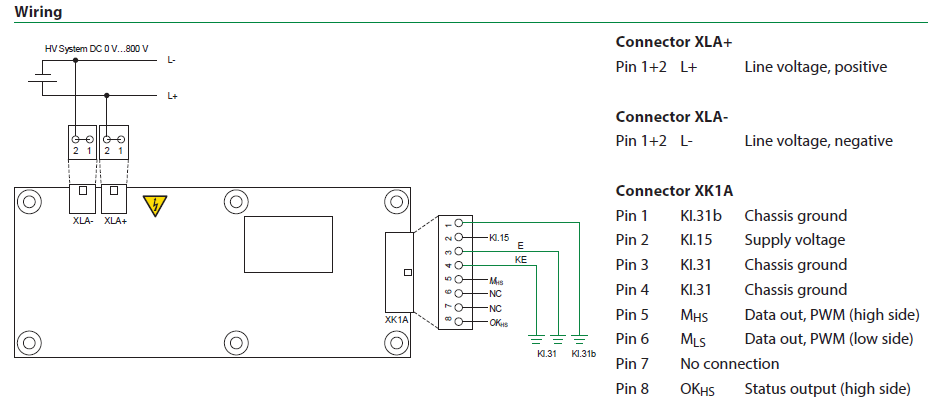 Wiring
HV System DC 0 V...800 V
L-
L+
2 1 2 1
XLA- XLA+
XK1A
1
2
3
4
5
6
7
8
Kl.15
E
KE
MHS
NC
NC
OKHS
Kl.31 Kl.31b
Connector XLA+
Pin 1+2 L+ Line voltage, positive
Connector XLA-
Pin 1+2 L- Line voltage, negative
Connector XK1A
Pin 1 Kl.31b Chassis ground
Pin 2 Kl.15 Supply voltage
Pin 3 Kl.31 Chassis ground
Pin 4 Kl.31 Chassis ground
Pin 5 MHS Data out, PWM (high side)
Pin 6 MLS Data out, PWM (low side)
Pin 7 No connection
Pin 8 OKHS Status output (high side)